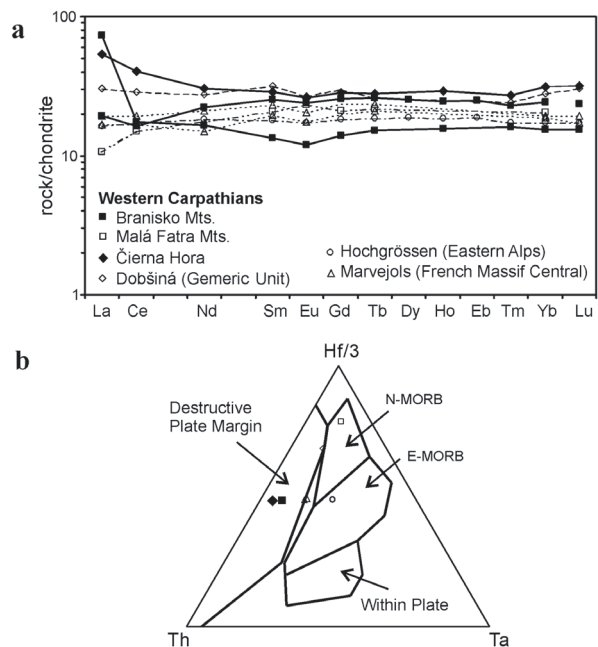 a
100
10
1
rock/chondrite
Western Carpathians
Branisko Mts.
Malá Fatra Mts.
Čierna Hora
Dobšiná (Gemeric Unit)
Hochgrössen (Eastern Alps)
Marvejols (French Massif Central)
La Ce Nd Sm Eu Gd Tb Dy Ho Eb Tm Yb Lu
b
Hf/3
Destructive
Plate Margin
N-MORB
E-MORB
Within Plate
Th
Ta